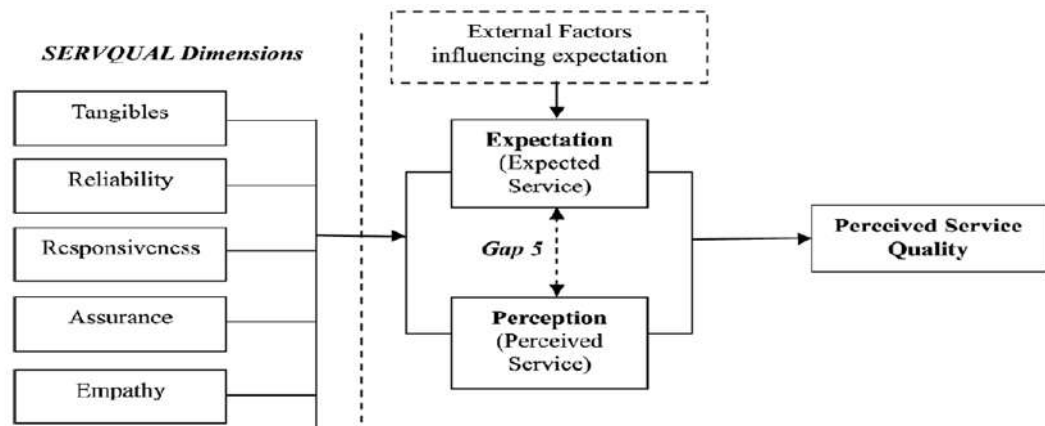 SERVQUAL Dimensions
Tangibles
Reliability
Responsiveness
Assurance
Empathy
External Factors
influencing expectation
Expectation
(Expected
Service)
Gap 5
Perception
(Perceived
Service)
Perceived Service
Quality